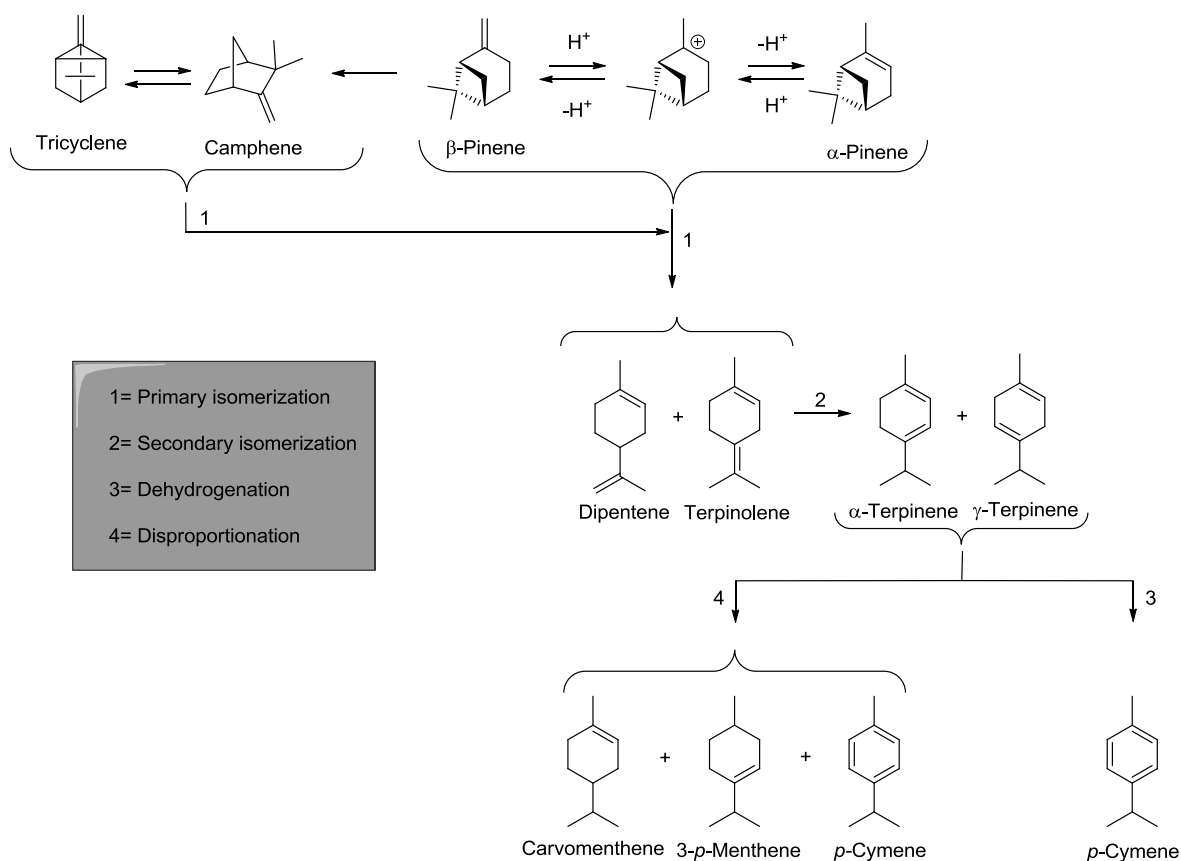 H+
-H+
-H+
H+
Tricyclene
Camphene
β-Pinene
α-Pinene
1
1
1= Primary isomerization
2= Secondary isomerization
3= Dehydrogenation
4= Disproportionation
+
2
+
Dipentene
Terpinolene
α-Terpinene
γ-Terpinene
4
3
+
+
Carvomenthene
3-p-Menthene
p-Cymene
p-Cymene